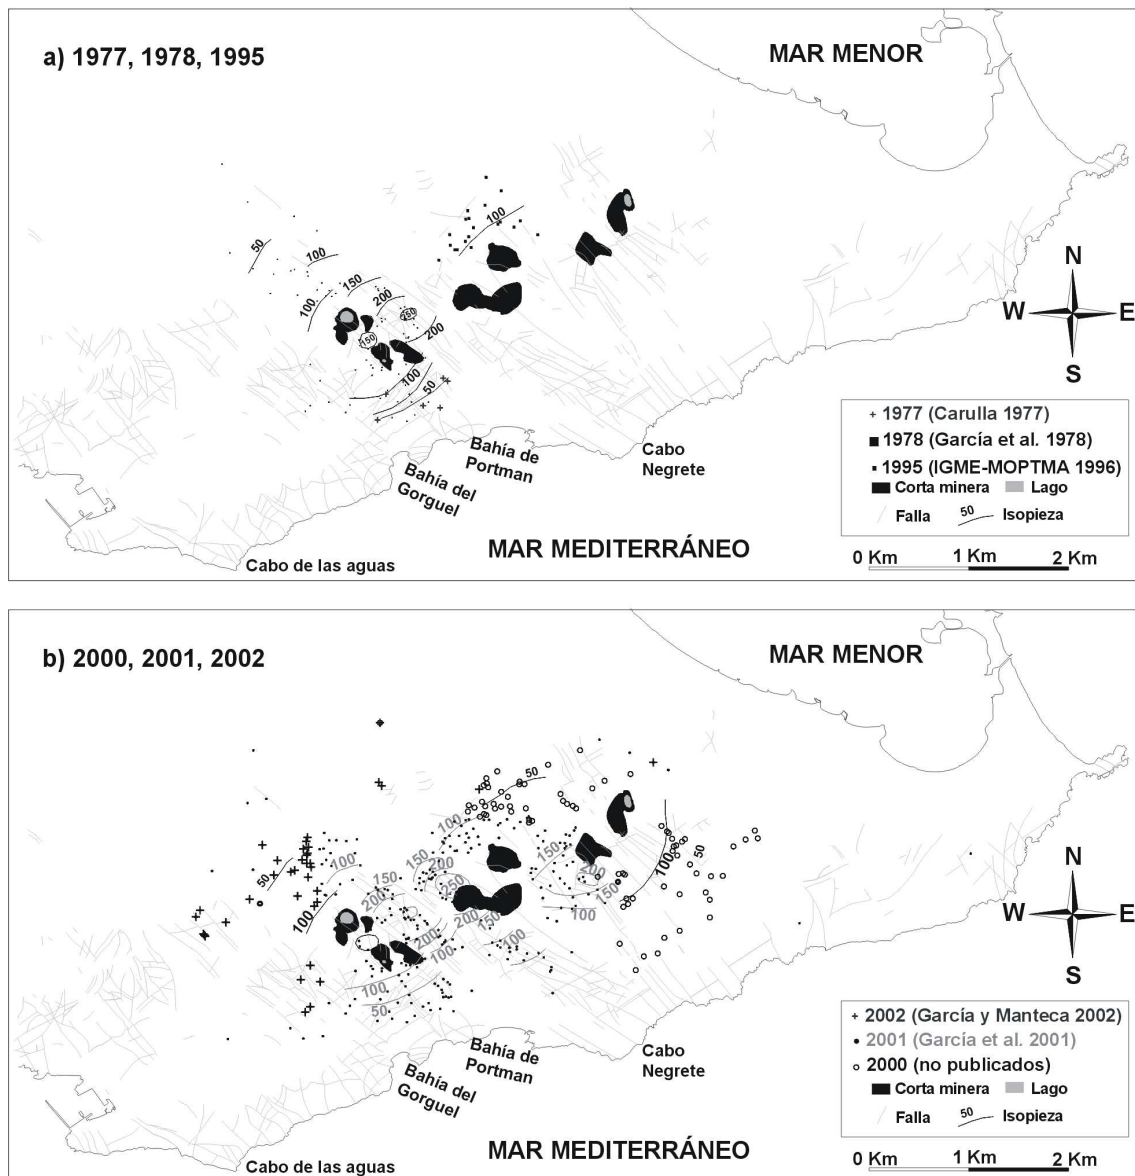 a) 1977, 1978, 1995
MAR MENOR
100
50
100
150
100
200
250
200
150
100
50
N
W
E
S
Bahía de
Portman
Bahía del
Gorguel
Cabo
Negrete
MAR MEDITERRÁNEO
Cabo de las aguas
1977 (Carulla 1977)
1978 (García et al. 1978)
1995 (IGME-MOPTMA 1996)
Corta minera
Lago
Falla
50
Isopieza
0 Km
1 Km
2 Km
b) 2000, 2001, 2002
MAR MENOR
50
100
150
200
250
150
200
150
100
50
100
150
200
100
100
50
200
200
150
100
100
100
50
N
W
E
S
Bahía de
Portman
Bahía del
Gorguel
Cabo
Negrete
MAR MEDITERRÁNEO
Cabo de las aguas
2002 (García y Manteca 2002)
2001 (García et al. 2001)
2000 (no publicados)
Corta minera
Lago
Falla
50
Isopieza
0 Km
1 Km
2 Km